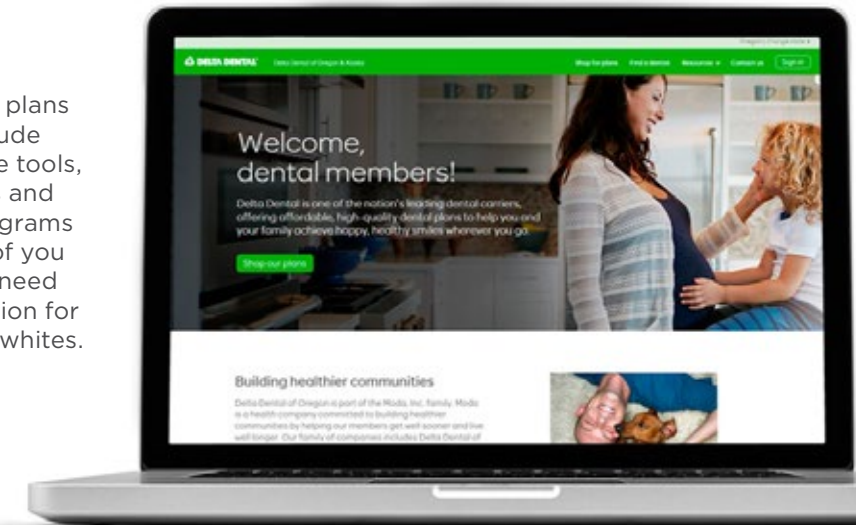 plans
ude
e tools,
and
grams
of you
need
ion for
whites.
DELTA DENTAL
Delta Dental of Oregon & Alaska
Shop for plans Find a dentist Resources Contact us Sign in
Welcome,
dental members!
Delta Dental is one of the nation's leading dental carriers,
offering affordable, high-quality dental plans to help you and
your family achieve happy, healthy smiles wherever you go.
Shop our plans
Building healthier communities
Delta Dental of Oregon is part of the Moda, Inc. family. Moda
is a health company committed to building healthier
communities by helping our members get well sooner and live
well longer. Our family of companies includes Delta Dental of